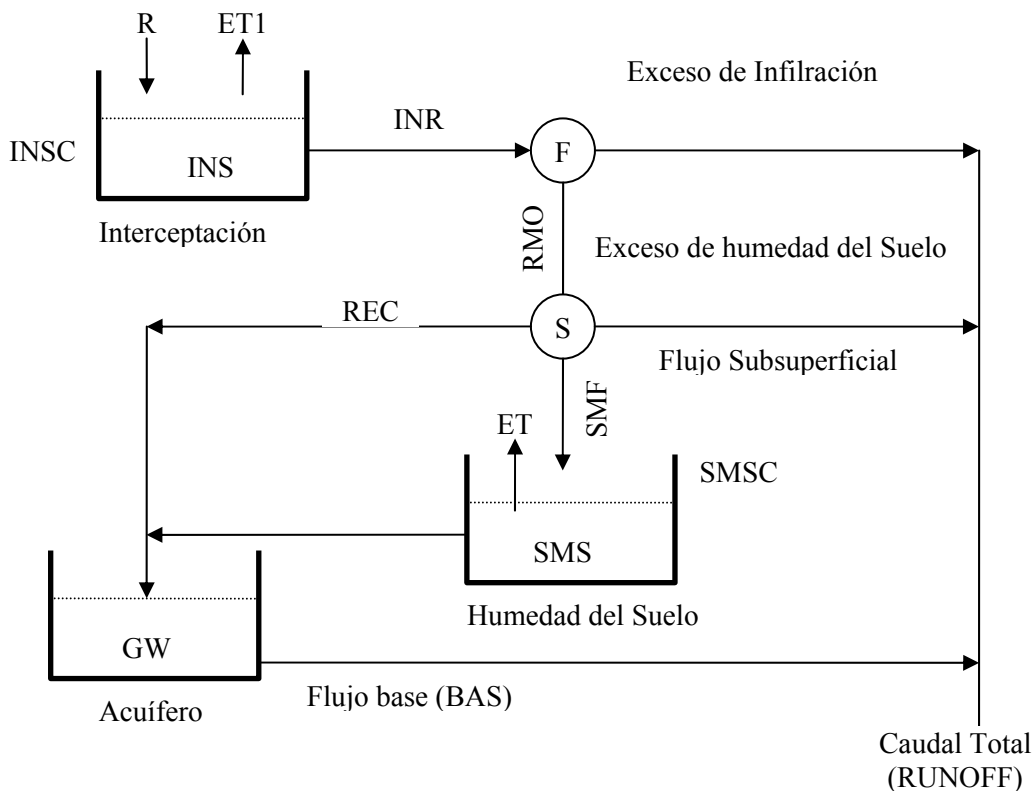 R
ET1
Exceso de Infilración
INR
F
INSC
INS
Interceptación
RMO
Exceso de humedad del Suelo
REC
S
Flujo Subsuperficial
SMF
ET
SMSC
SMS
Humedad del Suelo
GW
Flujo base (BAS)
Acuífero
Caudal Total
(RUNOFF)